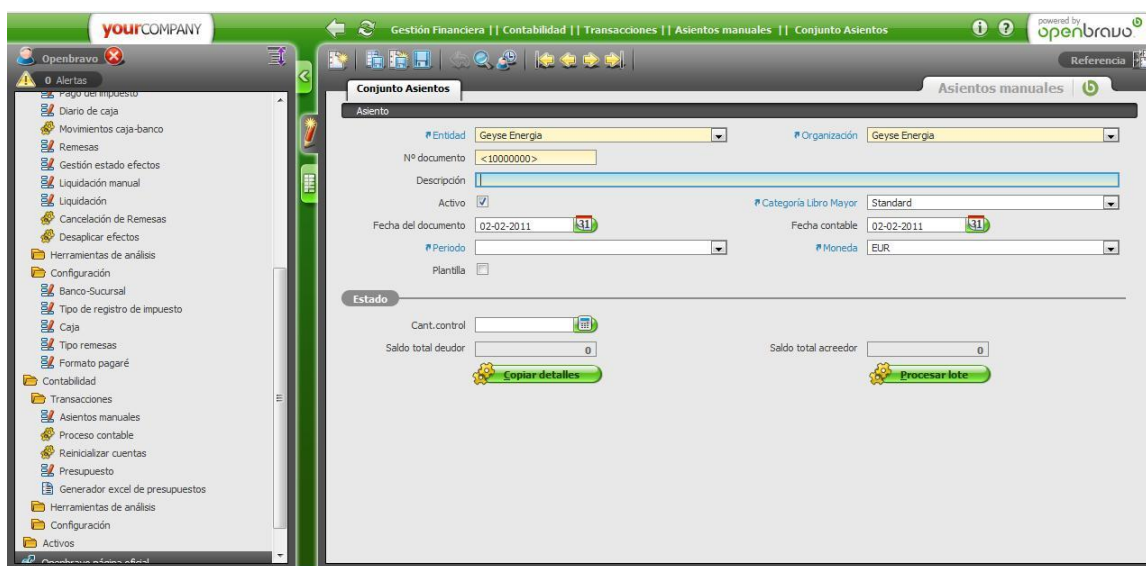 yourCOMPANY
Gestión Financiera || Contabilidad || Transacciones || Asientos manuales || Conjunto Asientos
powered by
openbravo
Openbravo
0 Alertas
Referencia
Pago del impuesto
Diario de caja
Movimientos caja-banco
Remesas
Gestión estado efectos
Liquidación manual
Liquidación
Cancelación de Remesas
Desaplicar efectos
Herramientas de análisis
Configuración
Banco-Sucursal
Tipo de registro de impuesto
Caja
Tipo remesas
Formato pagaré
Contabilidad
Transacciones
Asientos manuales
Proceso contable
Reinicializar cuentas
Presupuesto
Generador excel de presupuestos
Herramientas de análisis
Configuración
Activos
Openbravo página oficial
Conjunto Asientos
Asientos manuales
Asiento
Entidad Geyse Energia Organización Geyse Energia
Nº documento <10000000>
Descripción
Activo Categoría Libro Mayor Standard
Fecha del documento 02-02-2011 31 Fecha contable 02-02-2011 31
Periodo Moneda EUR
Plantilla
Estado
Cant.control
Saldo total deudor 0 Saldo total acreedor 0
Copiar detalles Procesar lote